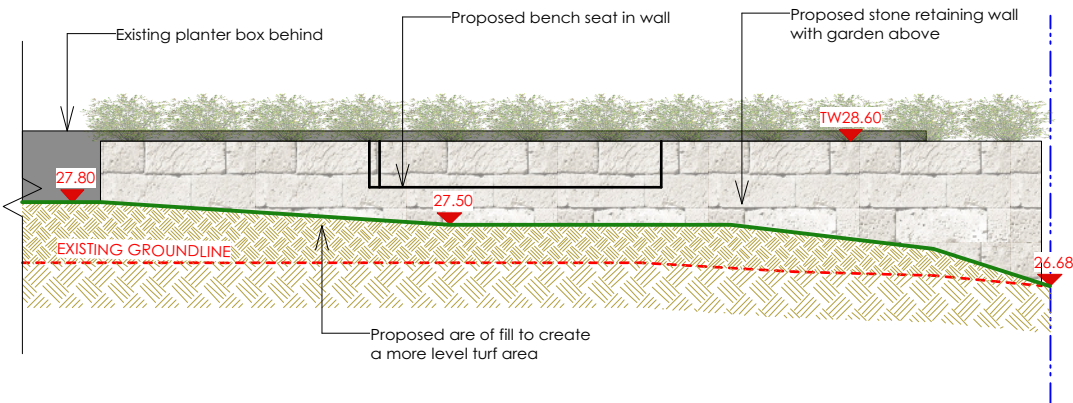 Existing planter box behind
Proposed bench seat in wall
Proposed stone retaining wall
with garden above
TW28.60
27.80
27.50
EXISTING GROUNDLINE
26.68
Proposed are of fill to create
a more level turf area